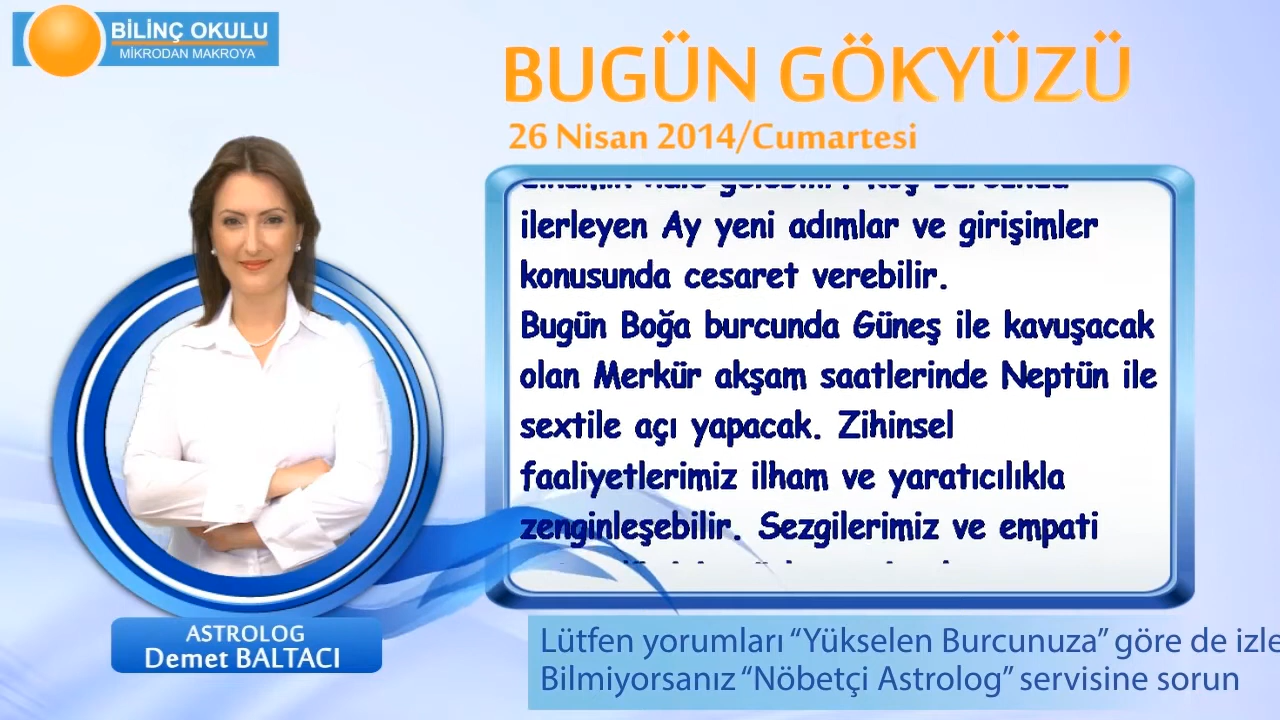 BİLİNÇ OKULU
MİKRODAN MAKROYA
BUGÜN GÖKYÜZÜ
26 Nisan 2014/Cumartesi
ilerleyen Ay yeni adımlar ve girişimler
konusunda cesaret verebilir.
Bugün Boğa burcunda Güneş ile kavuşacak
olan Merkür akşam saatlerinde Neptün ile
sextile açı yapacak. Zihinsel
faaliyetlerimiz ilham ve yaratıcılıkla
zenginleşebilir. Sezgilerimiz ve empati
ASTROLOG
Demet BALTACI
Lütfen yorumları “Yükselen Burcunuza” göre de izle
Bilmiyorsanız “Nöbetçi Astrolog” servisine sorun